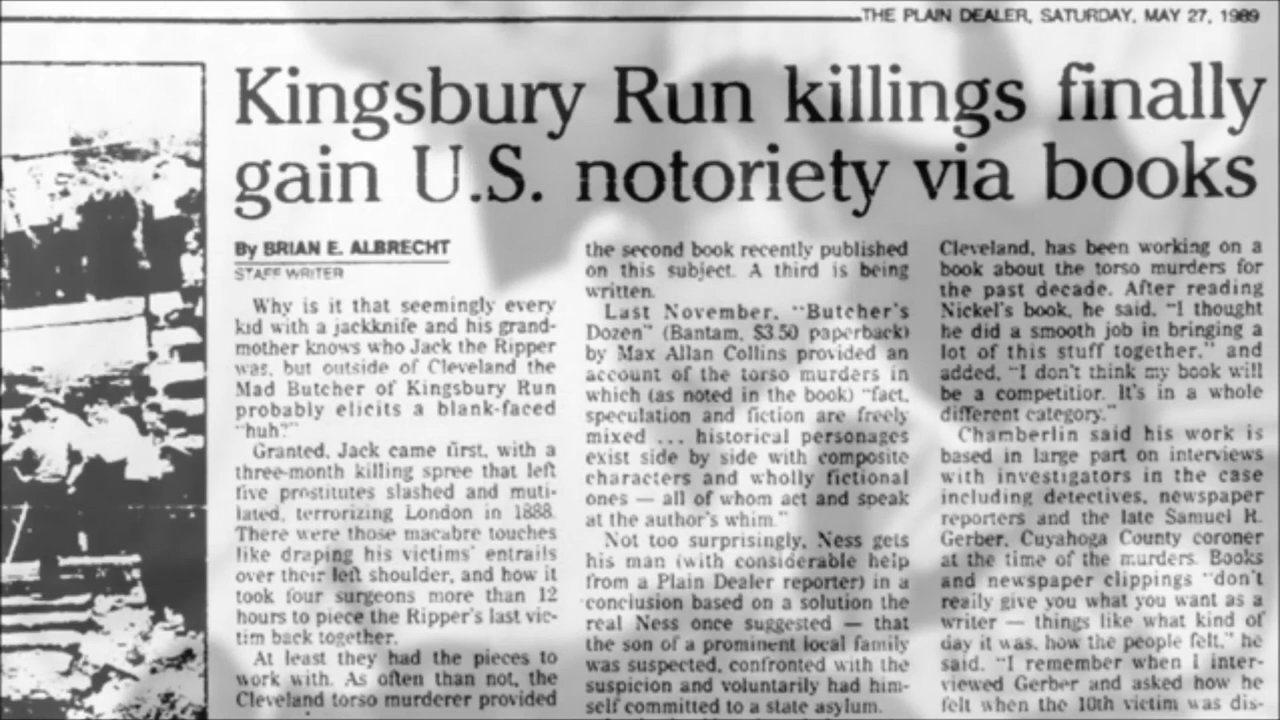 THE PLAIN DEALER, SATURDAY, MAY 27, 1989
Kingsbury Run killings finally
gain U.S. notoriety via books
By BRIAN E. ALBRECHT
STAFF WRITER
Why is it that seemingly every
kid with a jackknife and his grand-
mother knows who Jack the Ripper
was, but outside of Cleveland the
Mad Butcher of Kingsbury Run
probably elicits a blank-faced
"huh?"
Granted, Jack came first, with a
three-month killing spree that left
five prostitutes slashed and muti-
lated, terrorizing London in 1888.
There were those macabre touches
like draping his victims' entrails
over their left shoulder, and how it
took four surgeons more than 12
hours to piece the Ripper's last vic-
tim back together.
At least they had the pieces to
work with. As often than not, the
Cleveland torso murderer provided
the second book recently published
on this subject. A third is being
written.
Last November, "Butcher's
Dozen" (Bantam, $3.50 paperback)
by Max Allan Collins provided an
account of the torso murders in
which (as noted in the book) "fact,
speculation and fiction are freely
mixed ... historical personages
exist side by side with composite
characters and wholly fictional
ones — all of whom act and speak
at the author's whim."
Not too surprisingly, Ness gets
his man (with considerable help
from a Plain Dealer reporter) in a
conclusion based on a solution the
real Ness once suggested — that
the son of a prominent local family
was suspected, confronted with the
suspicion and voluntarily had him-
self committed to a state asylum.
Cleveland, has been working on a
book about the torso murders for
the past decade. After reading
Nickel's book, he said, "I thought
he did a smooth job in bringing a
lot of this stuff together," and
added, "I don't think my book will
be a competitior. It's in a whole
different category."
Chamberlin said his work is
based in large part on interviews
with investigators in the case
including detectives, newspaper
reporters and the late Samuel R.
Gerber, Cuyahoga County coroner
at the time of the murders. Books
and newspaper clippings "don't
really give you what you want as a
writer — things like what kind of
day it was, how the people felt," he
said. "I remember when I inter-
viewed Gerber and asked how he
felt when the 10th victim was dis-